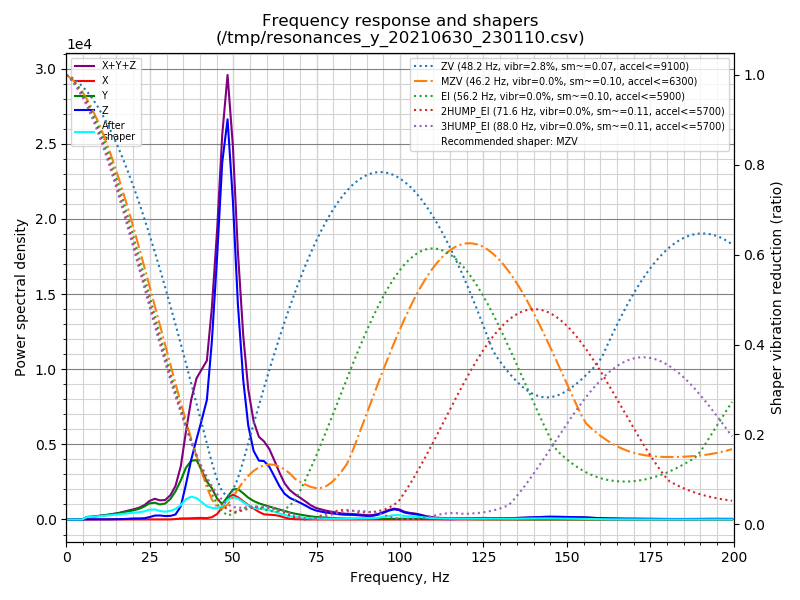 Frequency response and shapers
(/tmp/resonances_y_20210630_230110.csv)
1e4
X+Y+Z
X
Y
Z
After
shaper
ZV (48.2 Hz, vibr=2.8%, sm~=0.07, accel<=9100)
MZV (46.2 Hz, vibr=0.0%, sm~=0.10, accel<=6300)
EI (56.2 Hz, vibr=0.0%, sm~=0.10, accel<=5900)
2HUMP_EI (71.6 Hz, vibr=0.0%, sm~=0.11, accel<=5700)
3HUMP_EI (88.0 Hz, vibr=0.0%, sm~=0.11, accel<=5700)
Recommended shaper: MZV
3.0
2.5
2.0
1.5
1.0
0.5
0.0
Power spectral density
1.0
0.8
0.6
0.4
0.2
0.0
Shaper vibration reduction (ratio)
0 25 50 75 100 125 150 175 200
Frequency, Hz